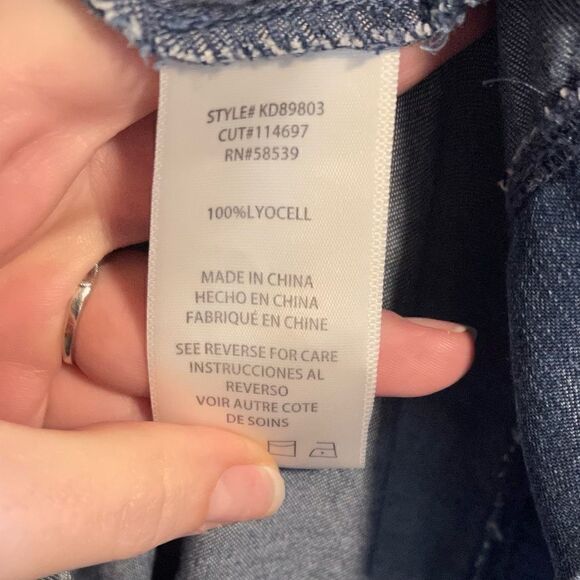 STYLE# KD89803
CUT#114697
RN#58539
100%LYOCELL
MADE IN CHINA
HECHO EN CHINA
FABRIQUÉ EN CHINE
SEE REVERSE FOR CARE
INSTRUCCIONES AL
REVERSO
VOIR AUTRE COTE
DE SOINS